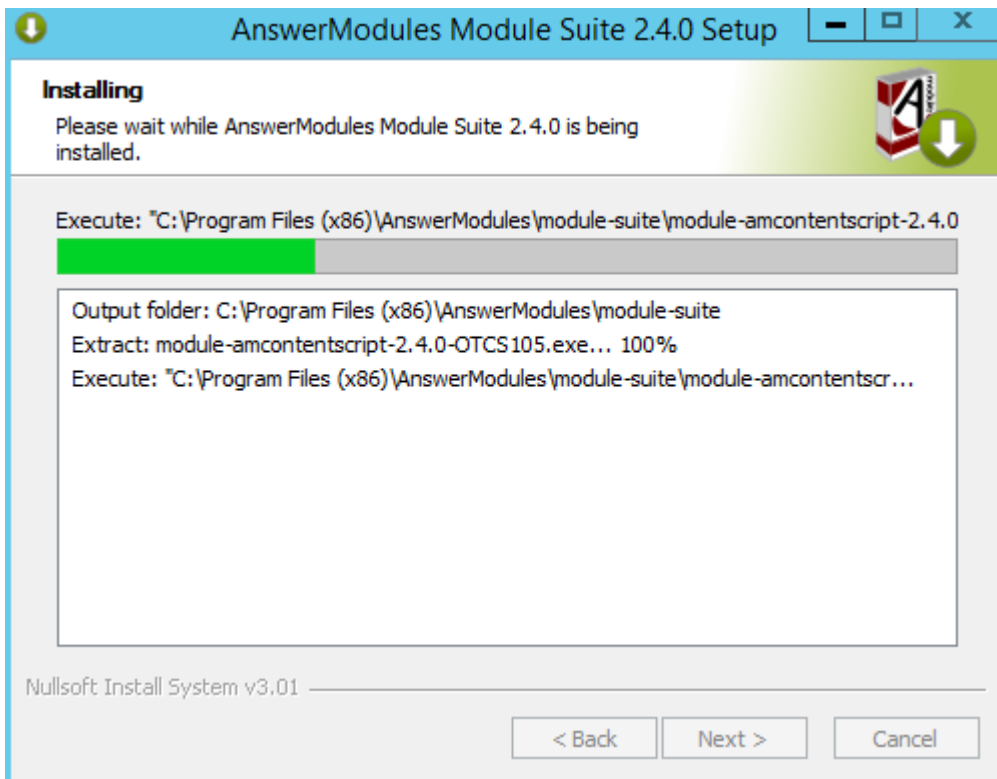 AnswerModules Module Suite 2.4.0 Setup
Installing
Please wait while AnswerModules Module Suite 2.4.0 is being
installed.
Execute: "C:\Program Files (x86)\AnswerModules\module-suite\module-amcontentscript-2.4.0
Output folder: C:\Program Files (x86)\AnswerModules\module-suite
Extract: module-amcontentscript-2.4.0-OTCS105.exe... 100%
Execute: "C:\Program Files (x86)\AnswerModules\module-suite\module-amcontentscr...
Nullsoft Install System v3.01
< Back
Next >
Cancel